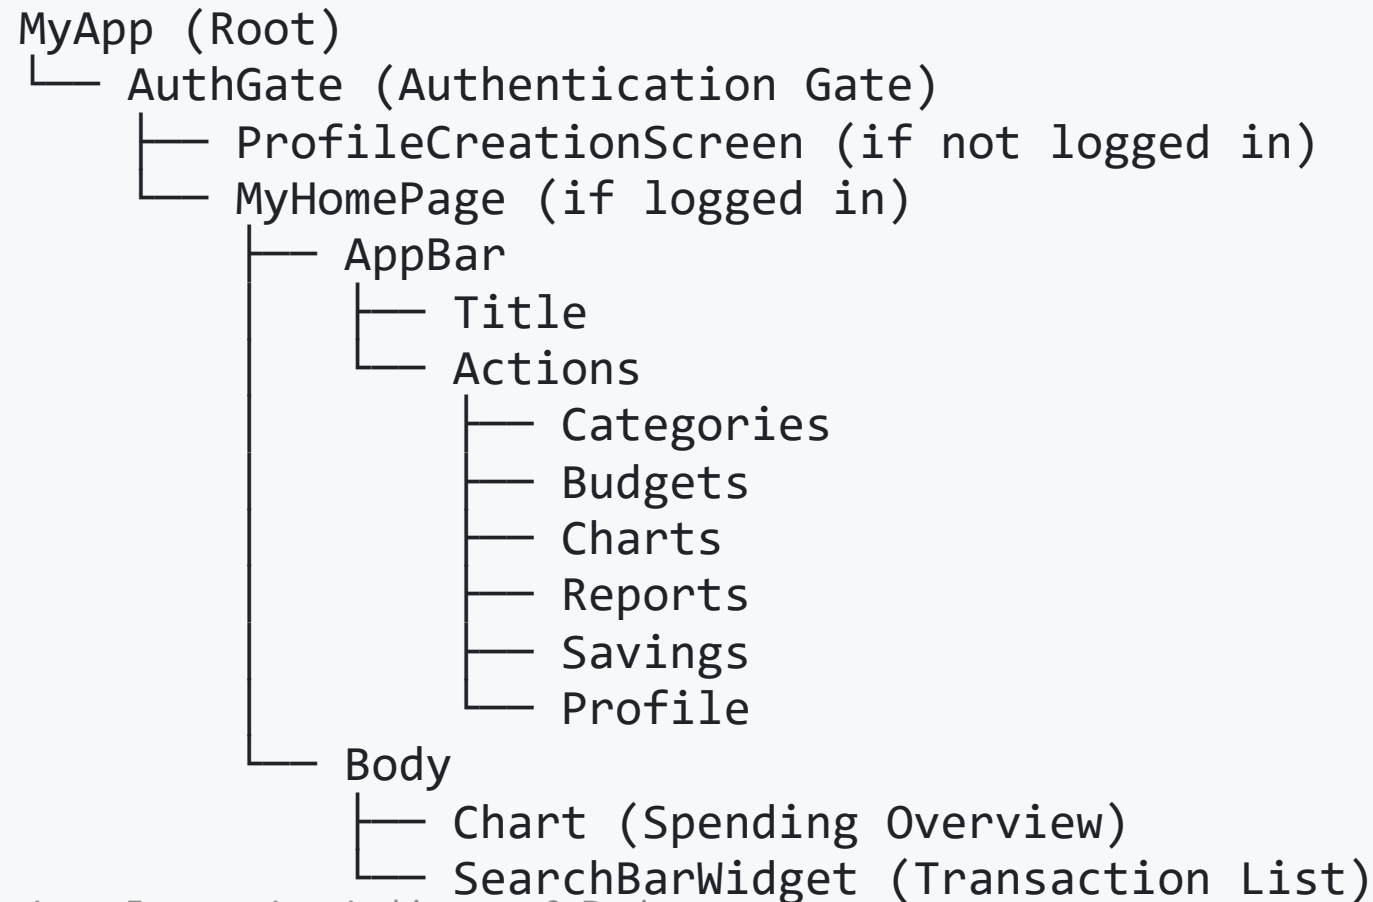 MyApp (Root)
└── AuthGate (Authentication Gate)
    ├── ProfileCreationScreen (if not logged in)
    └── MyHomePage (if logged in)
        ├── AppBar
        │   ├── Title
        │   └── Actions
        │       ├── Categories
        │       ├── Budgets
        │       ├── Charts
        │       ├── Reports
        │       ├── Savings
        │       └── Profile
        └── Body
            ├── Chart (Spending Overview)
            └── SearchBarWidget (Transaction List)